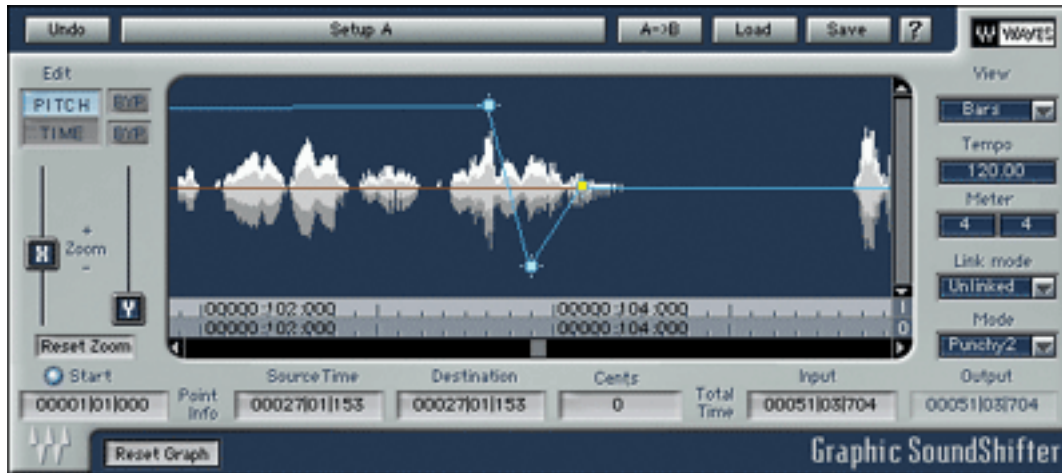 Undo Setup A A->B Load Save ?
WAVES
Edit
PITCH BYP
TIME BYP
X
+
Zoom
-
Y
Reset Zoom
00000:102:000 00000:104:000 I
00000:102:000 00000:104:000 O
View
Bars
Tempo
120.00
Meter
4 4
Link mode
Unlinked
Mode
Punchy2
Start Source Time Destination Cents Input Output
00001|01|000 Point Info 00027|01|153 00027|01|153 0 Total Time 00051|03|704 00051|03|704
Reset Graph
Graphic SoundShifter